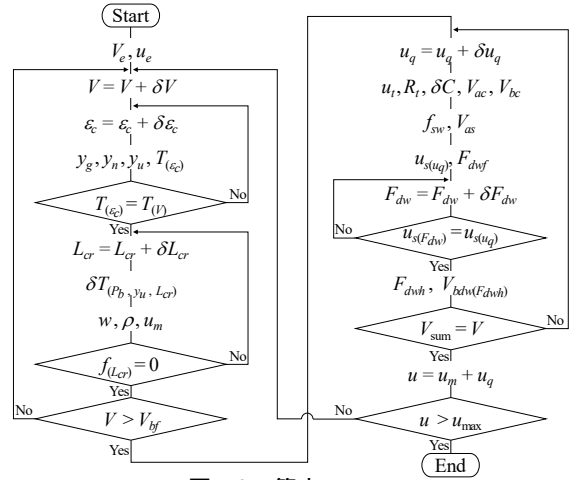 Start
V_e, u_e
V = V + δV
ε_c = ε_c + δε_c
y_g, y_n, y_u, T_(ε_c)
T_(ε_c) = T_(V)
No
Yes
L_cr = L_cr + δL_cr
δT_(P_b, y_u, L_cr)
w, ρ, u_m
f_(L_cr) = 0
No
Yes
V > V_bf
No
Yes
u_q = u_q + δu_q
u_t, R_t, δC, V_ac, V_bc
f_sw, V_as
u_s(u_q), F_dwf
F_dw = F_dw + δF_dw
u_s(F_dw) = u_s(u_q)
No
Yes
F_dwh, V_bdw(F_dwh)
V_sum = V
No
Yes
u = u_m + u_q
u > u_max
No
Yes
End